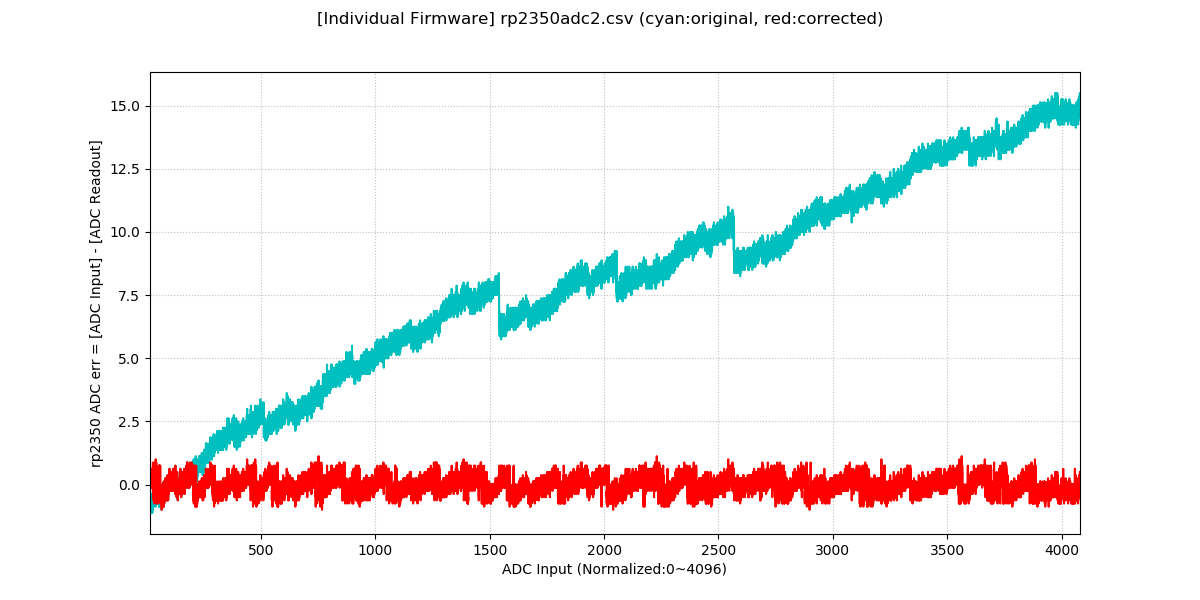 [Individual Firmware] rp2350adc2.csv (cyan:original, red:corrected)
rp2350 ADC err = [ADC Input] - [ADC Readout]
15.0
12.5
10.0
7.5
5.0
2.5
0.0
500 1000 1500 2000 2500 3000 3500 4000
ADC Input (Normalized:0~4096)